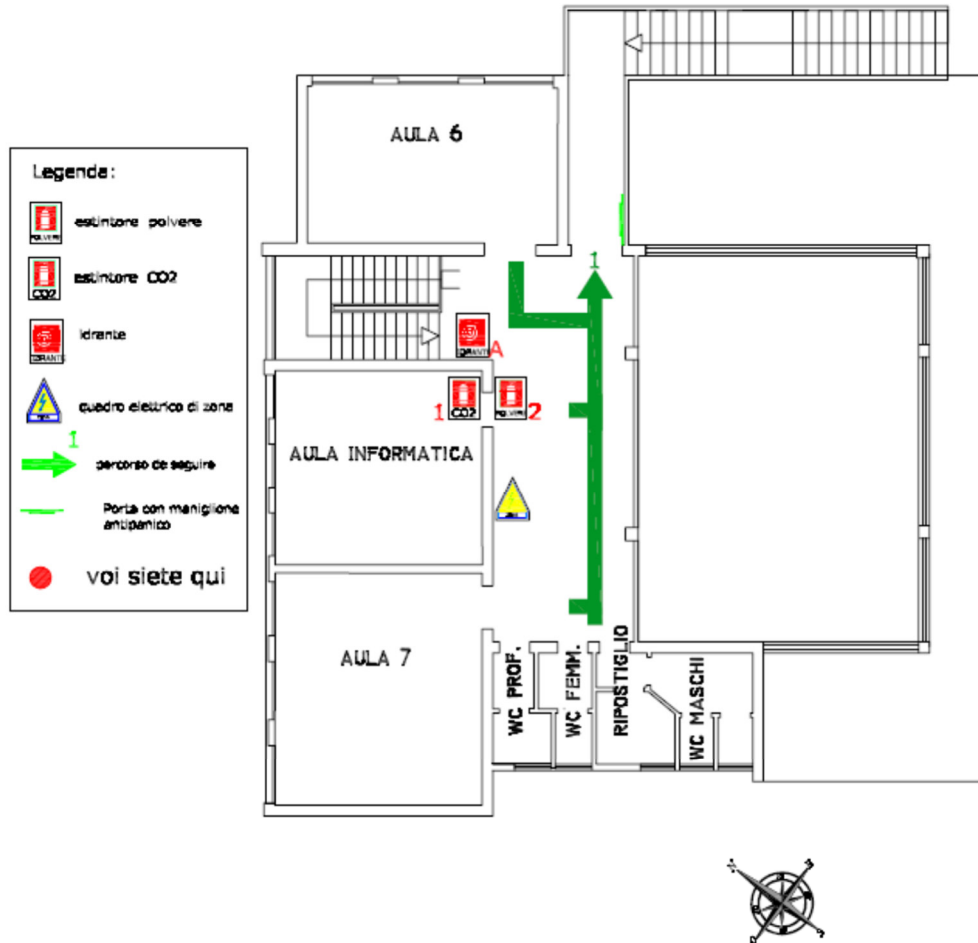 AULA 6
Legenda:
POLVERE
estintore polvere
CO2
estintore CO2
IDRANTE
idrante
quadro elettrico di zona
1
percorso da seguire
Porta con maniglione
antipanico
voi siete qui
1
IDRANTE
A
1
CO2
POLVERE
2
AULA INFORMATICA
AULA 7
WC PROF.
WC FEMM.
RIPOSTIGLIO
WC MASCHI